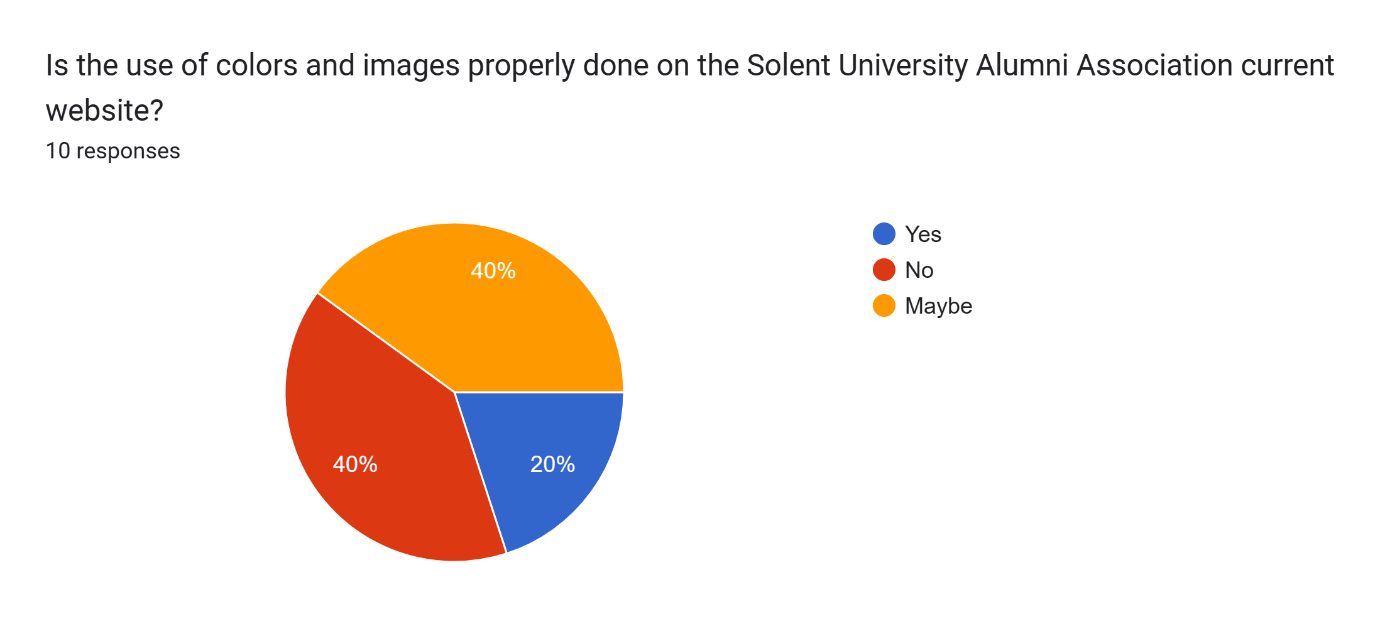 Is the use of colors and images properly done on the Solent University Alumni Association current
website?
10 responses
Yes
No
Maybe
40%
40%
20%